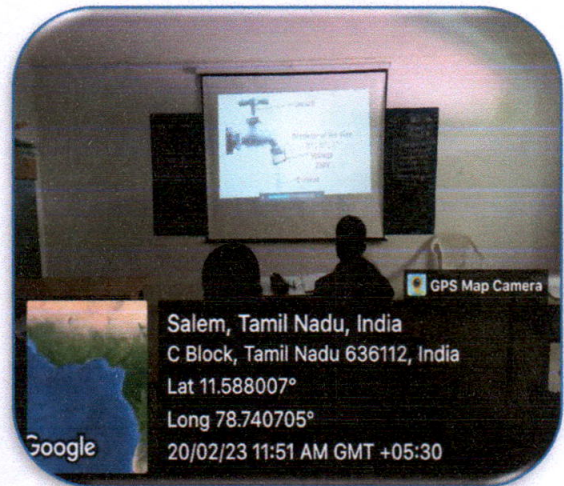 Voltage
GPS Map Camera
Salem, Tamil Nadu, India
C Block, Tamil Nadu 636112, India
Lat 11.588007°
Long 78.740705°
20/02/23 11:51 AM GMT +05:30
Google